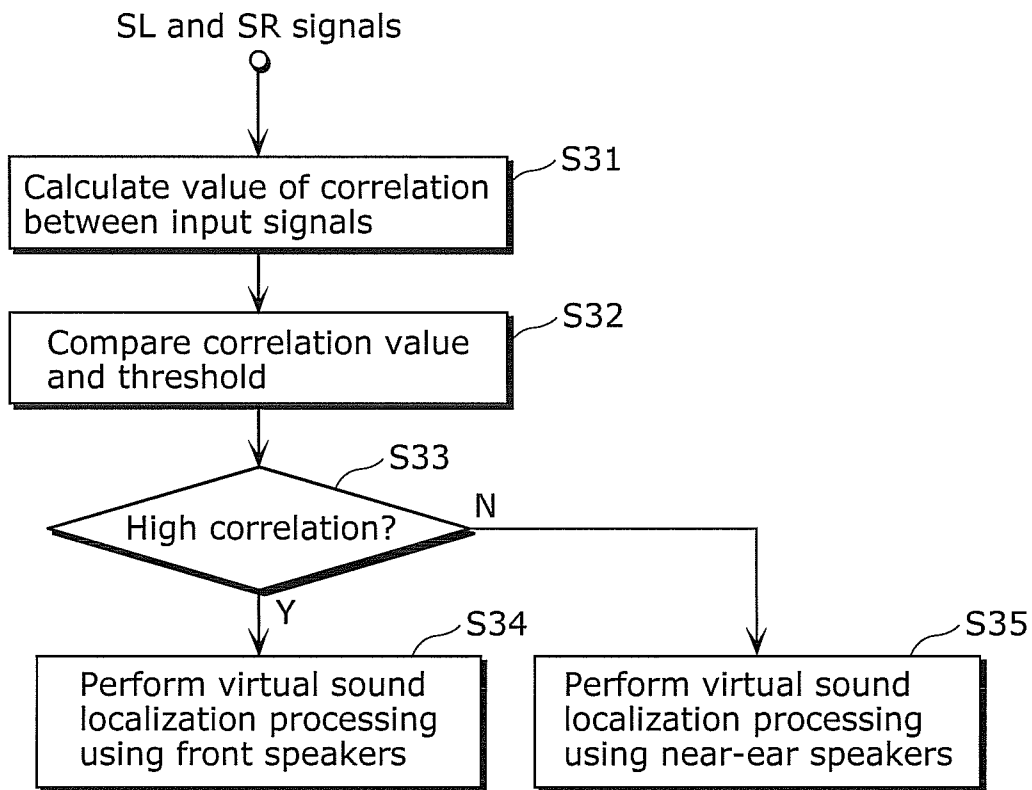 SL and SR signals
S31
Calculate value of correlation
between input signals
S32
Compare correlation value
and threshold
S33
High correlation?
N
Y
S34
Perform virtual sound
localization processing
using front speakers
S35
Perform virtual sound
localization processing
using near-ear speakers